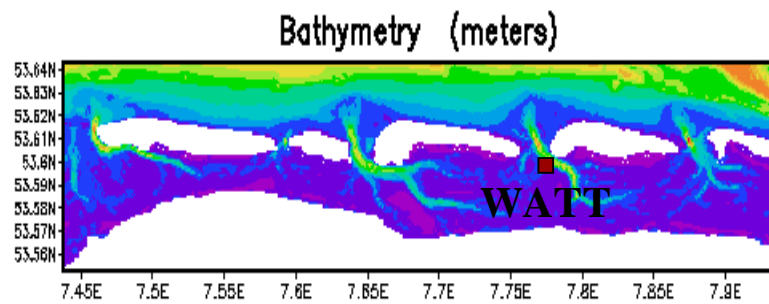 Bathymetry (meters)
53.64N
53.83N
53.62N
53.61N
53.6N
53.59N
53.58N
53.57N
53.56N
WATT
7.45E 7.5E 7.55E 7.6E 7.65E 7.7E 7.75E 7.8E 7.85E 7.9E